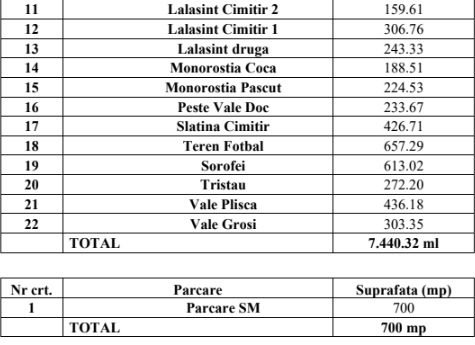 11 Lalasint Cimitir 2 159.61
12 Lalasint Cimitir 1 306.76
13 Lalasint druga 243.33
14 Monorostia Coca 188.51
15 Monorostia Pascut 224.53
16 Peste Vale Doc 233.67
17 Slatina Cimitir 426.71
18 Teren Fotbal 657.29
19 Sorofei 613.02
20 Tristau 272.20
21 Vale Plisca 436.18
22 Vale Grosi 303.35
TOTAL 7.440.32 ml
Nr crt. Parcare Suprafata (mp)
1 Parcare SM 700
TOTAL 700 mp